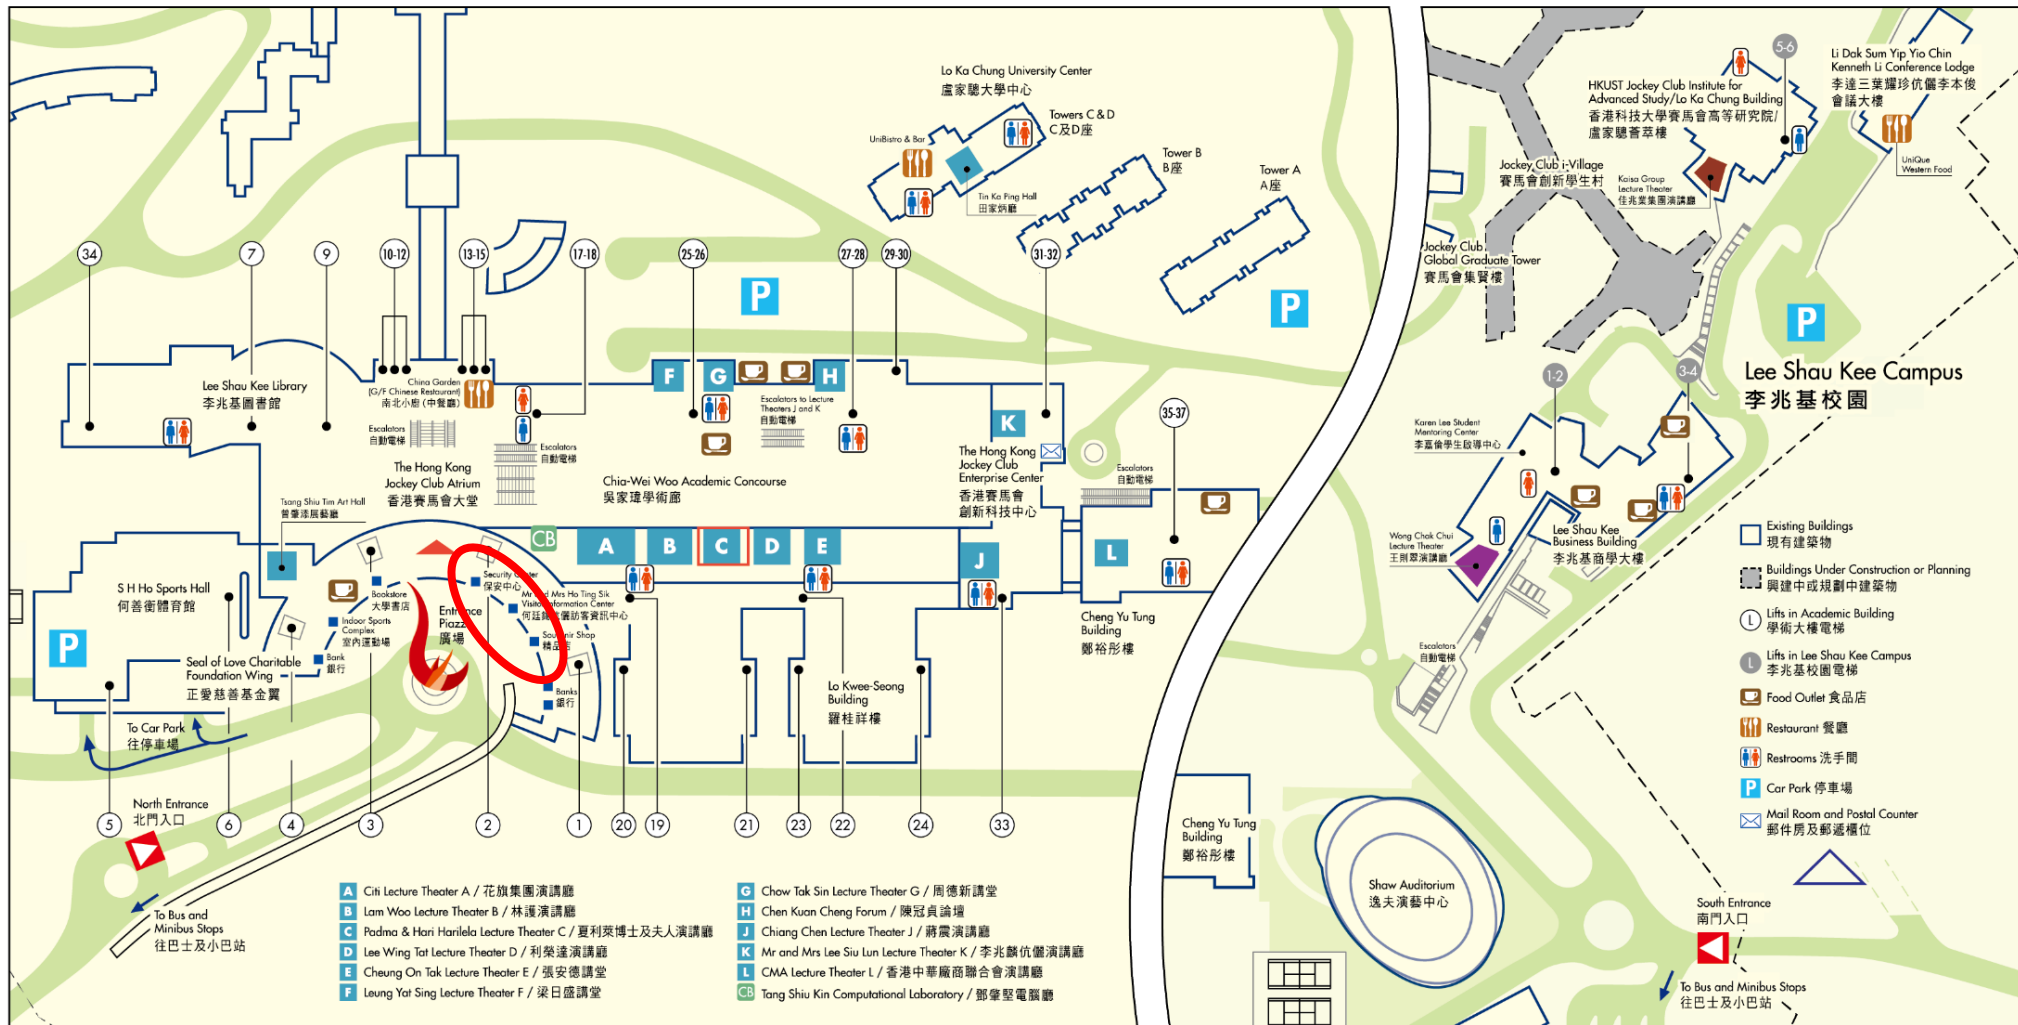 Lo Ka Chung University Center
盧家驄大學中心
Towers C & D
C及D座
UniBistro & Bar
Tin Ka Ping Hall
田家炳廳
Tower B
B座
Tower A
A座
5-6
Li Dak Sum Yip Yio Chin
Kenneth Li Conference Lodge
李達三葉耀珍伉儷李本俊
會議大樓
HKUST Jockey Club Institute for
Advanced Study/Lo Ka Chung Building
香港科技大學賽馬會高等研究院/
盧家驄薈萃樓
UniQue
Western Food
Jockey Club i-Village
賽馬會創新學生村
Kaisa Group
Lecture Theater
佳兆業集團演講廳
Jockey Club
Global Graduate Tower
賽馬會集賢樓
34
7
9
10-12
13-15
17-18
25-26
27-28
29-30
31-32
35-37
P
P
P
Lee Shau Kee Campus
李兆基校園
1-2
3-4
Lee Shau Kee Library
李兆基圖書館
China Garden
(G/F Chinese Restaurant)
南北小廚 (中餐廳)
Escalators
自動電梯
Escalators
自動電梯
The Hong Kong
Jockey Club Atrium
香港賽馬會大堂
F
G
H
Escalators to Lecture
Theaters J and K
自動電梯
Chia-Wei Woo Academic Concourse
吳家瑋學術廊
K
The Hong Kong
Jockey Club
Enterprise Center
香港賽馬會
創新科技中心
Escalators
自動電梯
Karen Lee Student
Mentoring Center
李嘉倫學生啟導中心
Tsang Shiu Tim Art Hall
曾肇添展藝廳
CB
A
B
C
D
E
J
L
Wong Chak Chui
Lecture Theater
王則翠演講廳
Lee Shau Kee
Business Building
李兆基商學大樓
Existing Buildings
現有建築物
Buildings Under Construction or Planning
興建中或規劃中建築物
L
Lifts in Academic Building
學術大樓電梯
L
Lifts in Lee Shau Kee Campus
李兆基校園電梯
Food Outlet 食品店
Restaurant 餐廳
Restrooms 洗手間
P
Car Park 停車場
Mail Room and Postal Counter
郵件房及郵遞櫃位
S H Ho Sports Hall
何善衡體育館
P
Bookstore
大學書店
Indoor Sports
Complex
室內運動場
Bank
銀行
Seal of Love Charitable
Foundation Wing
正愛慈善基金翼
Entrance
Piazza
廣場
Security Center
保安中心
Mr and Mrs Ho Ting Sik
Visitor Information Center
訪客資訊中心
Souvenir Shop
精品店
Banks
銀行
Lo Kwee-Seong
Building
羅桂祥樓
Cheng Yu Tung
Building
鄭裕彤樓
Escalators
自動電梯
To Car Park
往停車場
North Entrance
北門入口
5
6
4
3
2
1
20
19
21
23
22
24
33
Cheng Yu Tung
Building
鄭裕彤樓
Shaw Auditorium
逸夫演藝中心
South Entrance
南門入口
To Bus and
Minibus Stops
往巴士及小巴站
To Bus and Minibus Stops
往巴士及小巴站
A Citi Lecture Theater A / 花旗集團演講廳
B Lam Woo Lecture Theater B / 林護演講廳
C Padma & Hari Harilela Lecture Theater C / 夏利萊博士及夫人演講廳
D Lee Wing Tat Lecture Theater D / 利榮達演講廳
E Cheung On Tak Lecture Theater E / 張安德講堂
F Leung Yat Sing Lecture Theater F / 梁日盛講堂
G Chow Tak Sin Lecture Theater G / 周德新講堂
H Chen Kuan Cheng Forum / 陳冠貞論壇
J Chiang Chen Lecture Theater J / 蔣震演講廳
K Mr and Mrs Lee Siu Lun Lecture Theater K / 李兆麟伉儷演講廳
L CMA Lecture Theater L / 香港中華廠商聯合會演講廳
CB Tang Shiu Kin Computational Laboratory / 鄧肇堅電腦廳